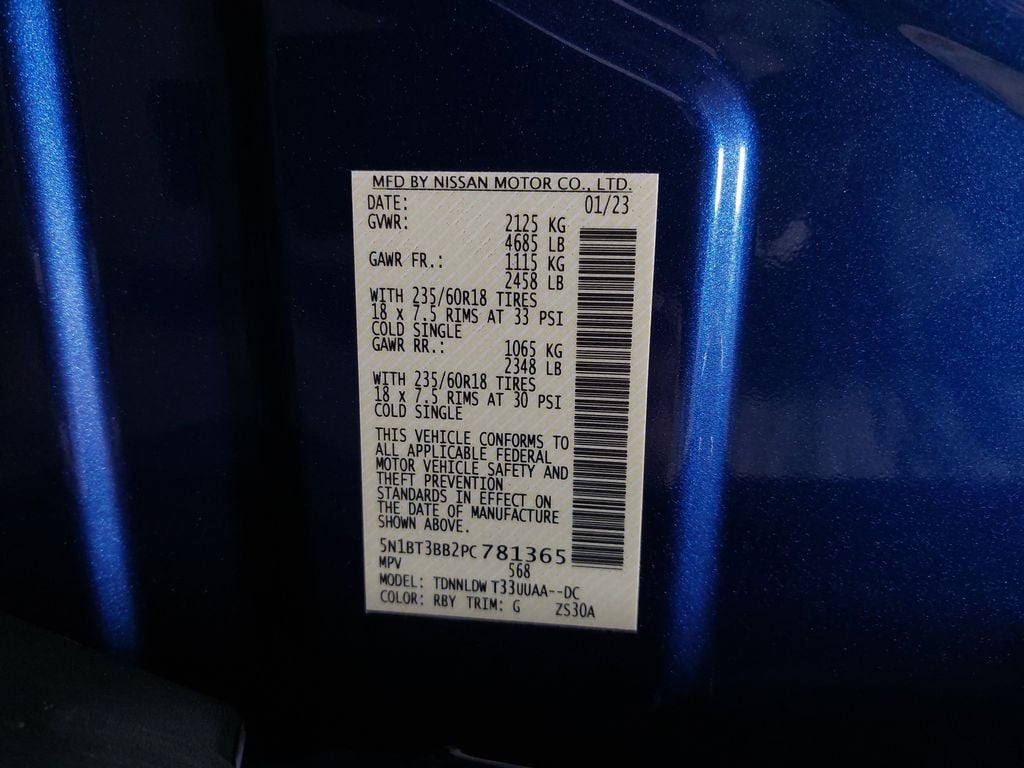 MFD BY NISSAN MOTOR CO., LTD.
DATE: 01/23
GVWR: 2125 KG
4685 LB
GAWR FR.: 1115 KG
2458 LB
WITH 235/60R18 TIRES
18 x 7.5 RIMS AT 33 PSI
COLD SINGLE
GAWR RR.: 1065 KG
2348 LB
WITH 235/60R18 TIRES
18 x 7.5 RIMS AT 30 PSI
COLD SINGLE
THIS VEHICLE CONFORMS TO
ALL APPLICABLE FEDERAL
MOTOR VEHICLE SAFETY AND
THEFT PREVENTION
STANDARDS IN EFFECT ON
THE DATE OF MANUFACTURE
SHOWN ABOVE.
5N1BT3BB2PC781365
MPV 568
MODEL: TDNNLDW T33UUAA--DC
COLOR: RBY TRIM: G ZS30A